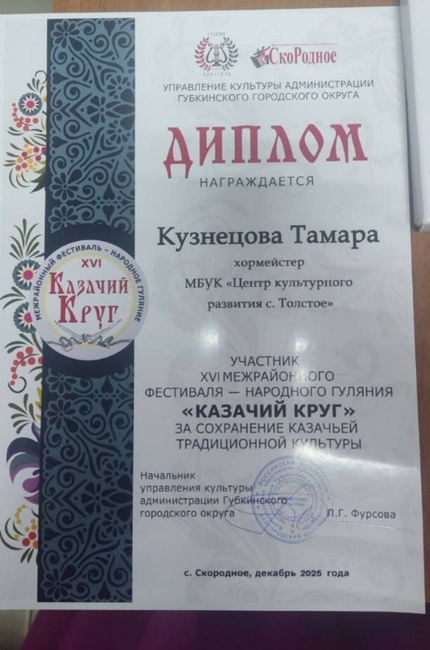 СкоРодное
УПРАВЛЕНИЕ КУЛЬТУРЫ АДМИНИСТРАЦИИ
ГУБКИНСКОГО ГОРОДСКОГО ОКРУГА
ДИПЛОМ
НАГРАЖДАЕТСЯ
Кузнецова Тамара
хормейстер
МБУК «Центр культурного
развития с. Толстое»
МЕЖРАЙОННЫЙ ФЕСТИВАЛЬ – НАРОДНОЕ ГУЛЯНИЕ
XVI
КАЗАЧИЙ
КРУГ
УЧАСТНИК
XVI МЕЖРАЙОННОГО
ФЕСТИВАЛЯ — НАРОДНОГО ГУЛЯНИЯ
«КАЗАЧИЙ КРУГ»
ЗА СОХРАНЕНИЕ КАЗАЧЬЕЙ
ТРАДИЦИОННОЙ КУЛЬТУРЫ
Начальник
управления культуры
администрации Губкинского
городского округа
Л.Г. Фурсова
с. Скородное, декабрь 2025 года